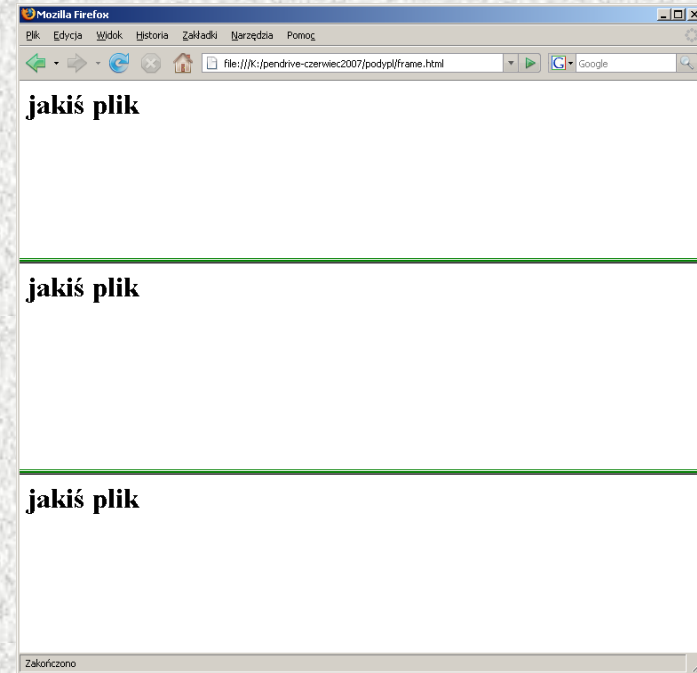 Mozilla Firefox
Plik Edycja Widok Historia Zakładki Narzędzia Pomoc
file:///K:/pendrive-czerwiec2007/podypl/frame.html G Google
jakiś plik
jakiś plik
jakiś plik
Zakończono